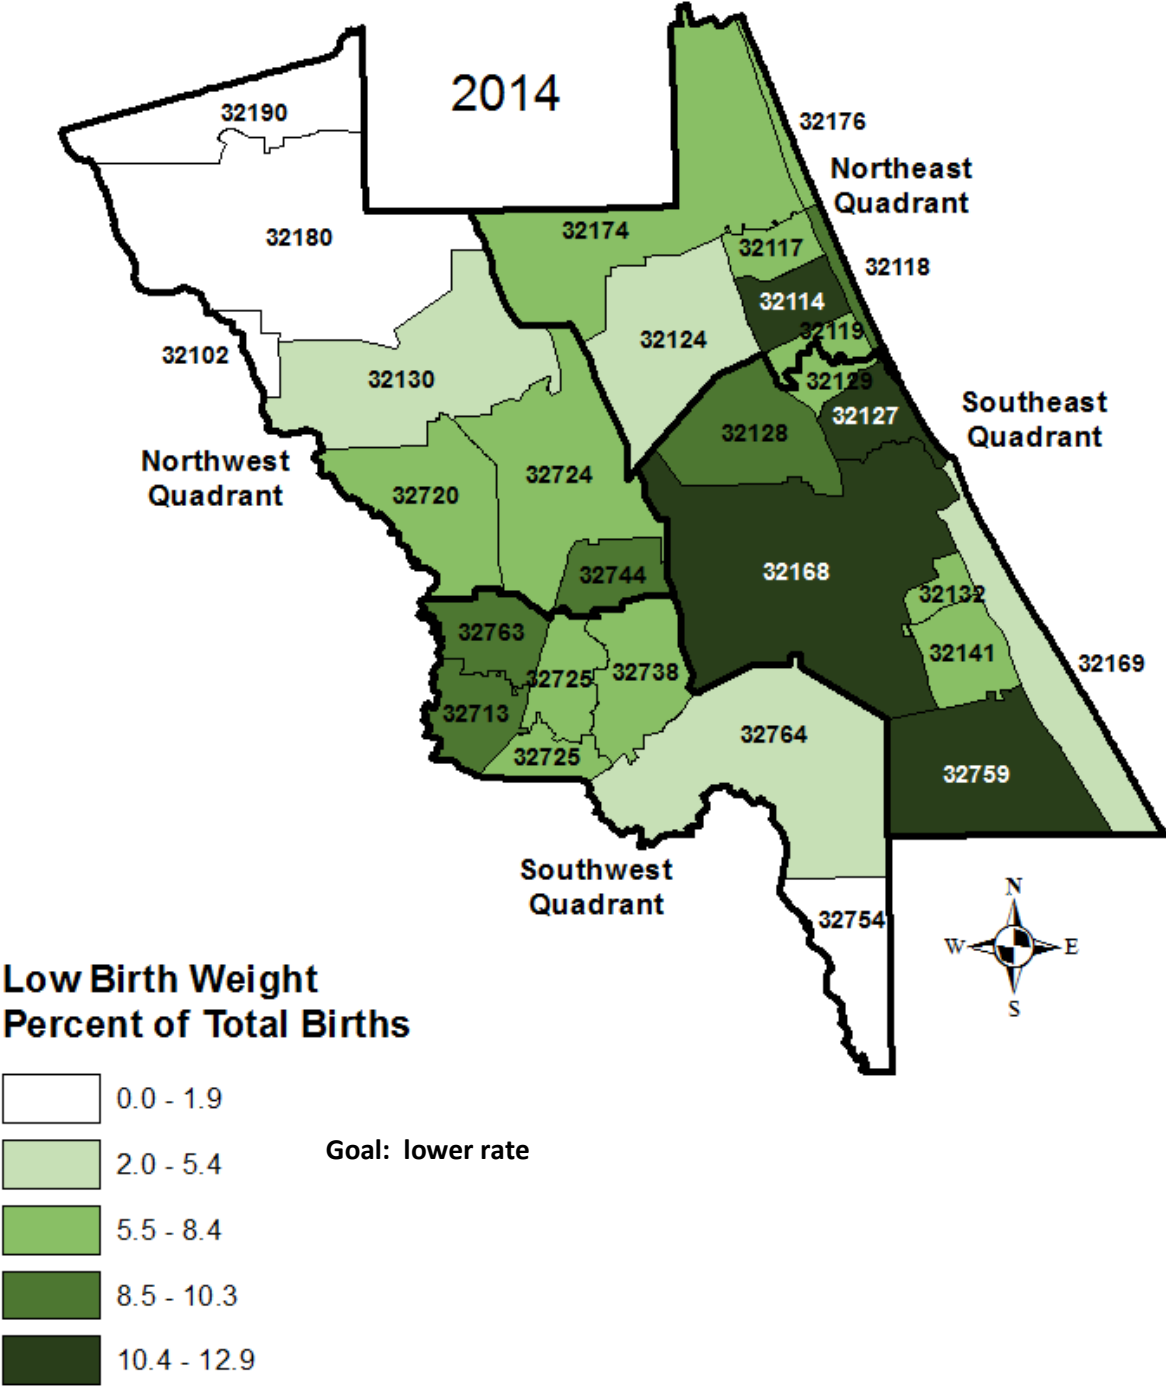 2014
32190
32176
Northeast
Quadrant
32180
32174
32117
32118
32114
32119
32124
32102
32130
32129
32127
Southeast
Quadrant
32128
Northwest
Quadrant
32724
32720
32168
32744
32132
32763
32141
32169
32738
32725
32713
32764
32725
32759
Southwest
Quadrant
32754
N
W
E
S
Low Birth Weight
Percent of Total Births
0.0 - 1.9
2.0 - 5.4
Goal: lower rate
5.5 - 8.4
8.5 - 10.3
10.4 - 12.9